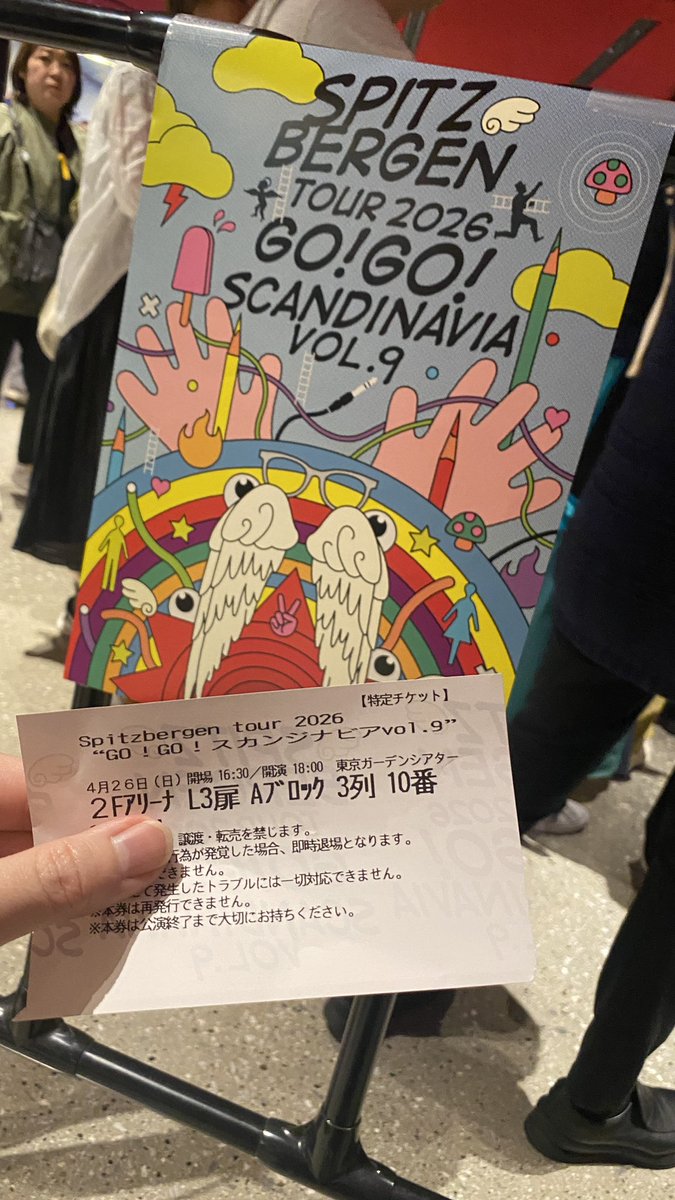 SPITZ
BERGEN
TOUR 2026
GO!GO!
SCANDINAVIA
VOL.9
【特定チケット】
Spitzbergen tour 2026
“GO！GO！スカンジナビアvol.9”
4月26日(日) 開場 16:30／開演 18:00 東京ガーデンシアター
２Fアリーナ L3扉 Aブロック 3列 10番
譲渡・転売を禁じます。
行為が発覚した場合、即時退場となります。
できません。
て発生したトラブルには一切対応できません。
※本券は再発行できません。
※本券は公演終了まで大切にお持ちください。